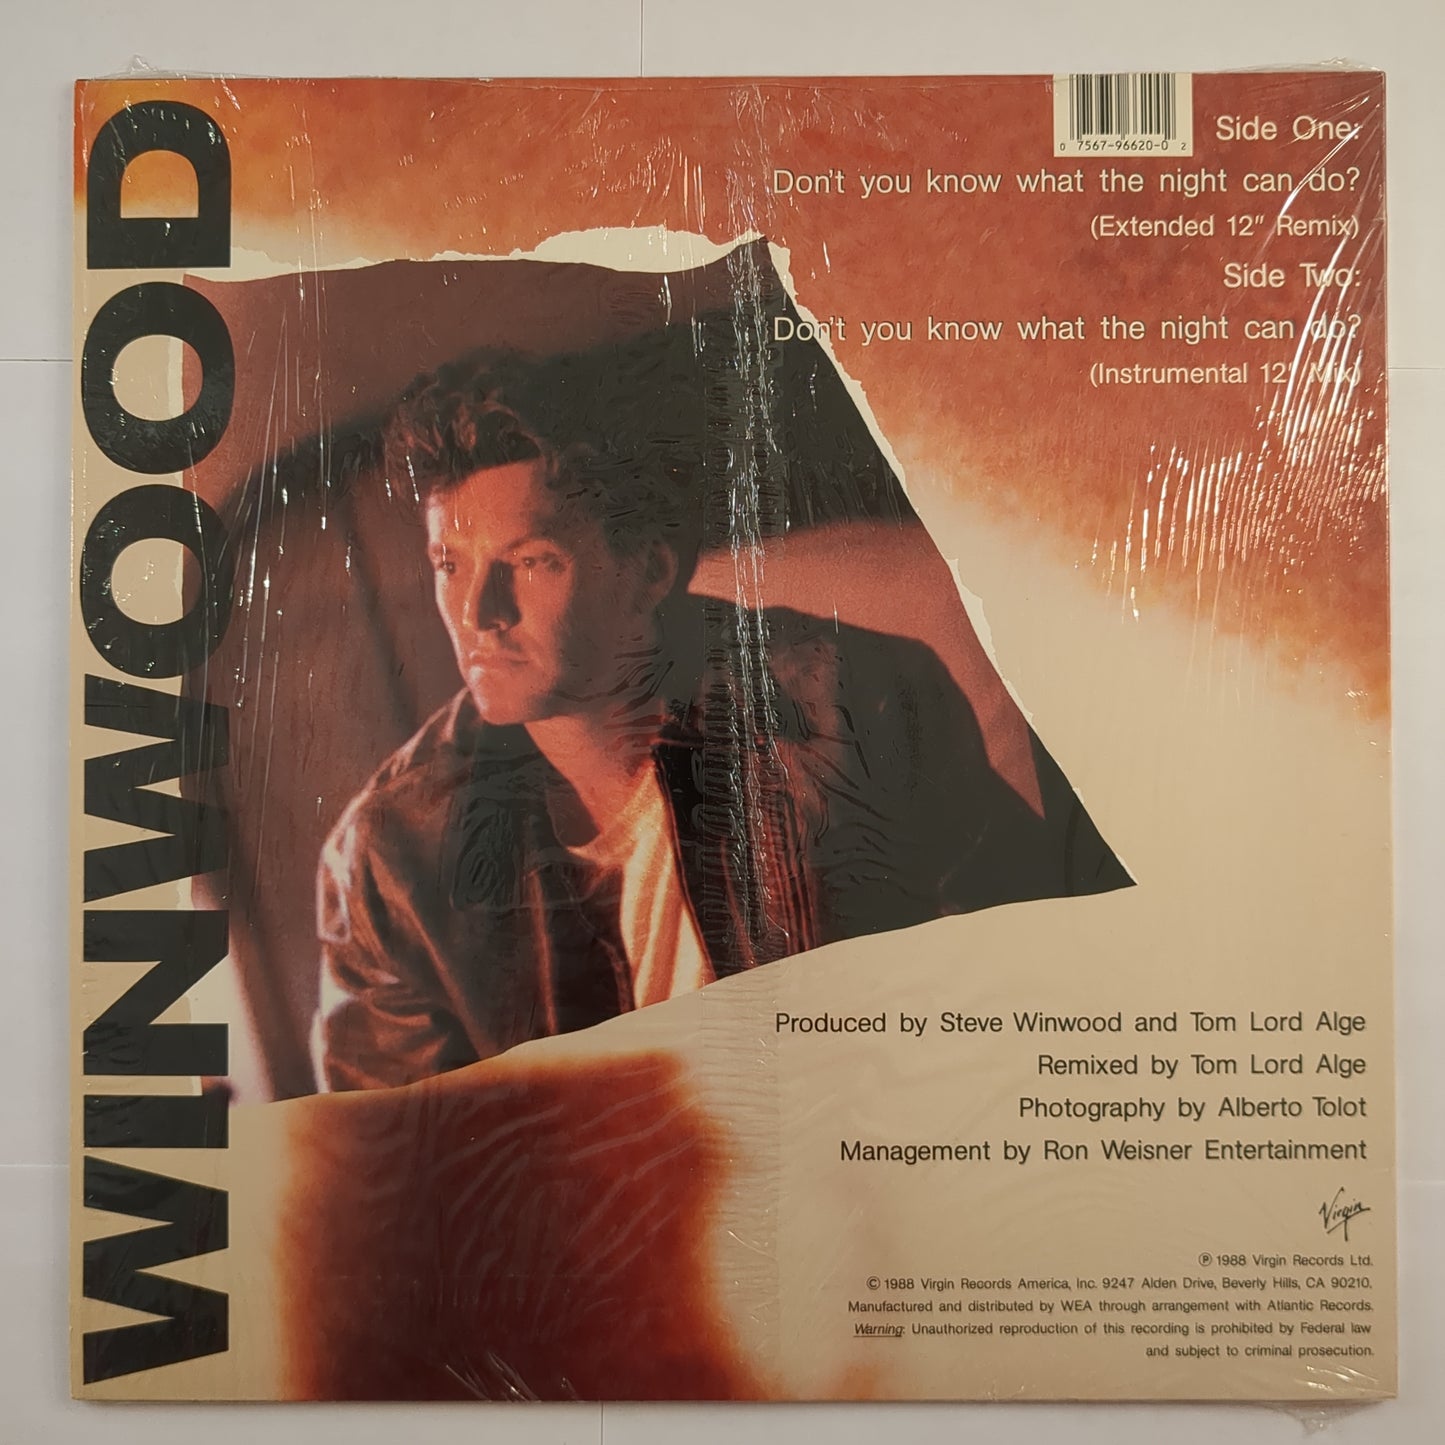 WINWOOD
0 7567-96620-0 2
Side One:
Don't you know what the night can do?
(Extended 12" Remix)
Side Two:
Don't you know what the night can do?
(Instrumental 12" Mix)
Produced by Steve Winwood and Tom Lord Alge
Remixed by Tom Lord Alge
Photography by Alberto Tolot
Management by Ron Weisner Entertainment
Virgin
℗ 1988 Virgin Records Ltd.
© 1988 Virgin Records America, Inc. 9247 Alden Drive, Beverly Hills, CA 90210.
Manufactured and distributed by WEA through arrangement with Atlantic Records.
Warning: Unauthorized reproduction of this recording is prohibited by Federal law
and subject to criminal prosecution.